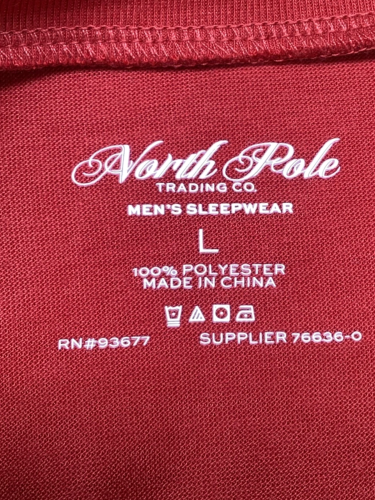 North Pole
TRADING CO.
MEN'S SLEEPWEAR
L
100% POLYESTER
MADE IN CHINA
RN#93677 SUPPLIER 76636-0